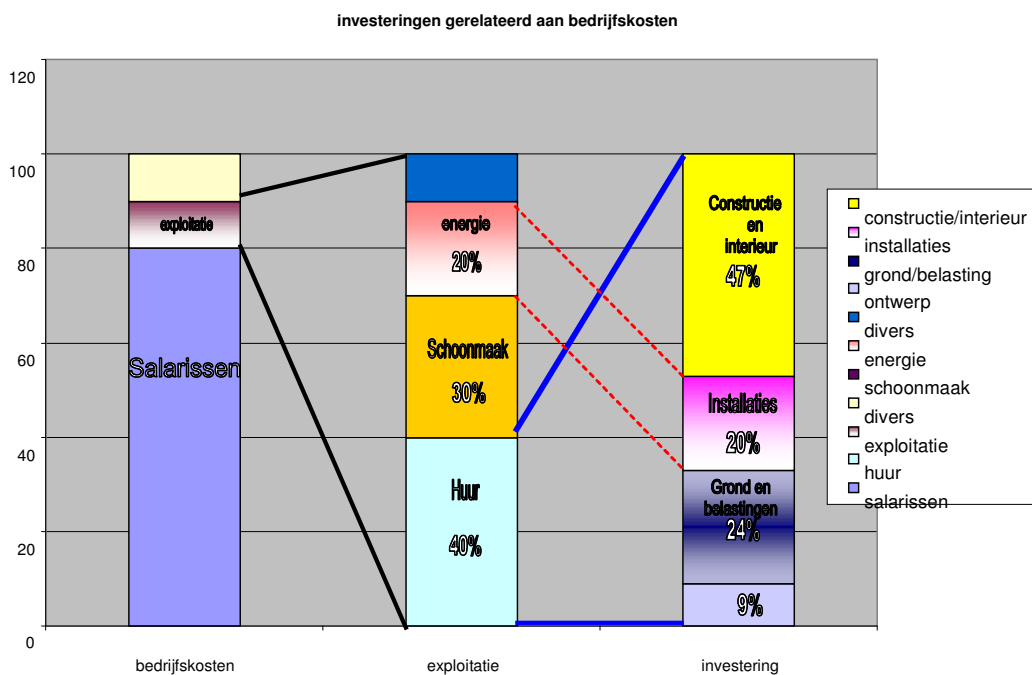 investeringen gerelateerd aan bedrijfskosten
120
100
80
60
40
20
0
exploitatie
Salarissen
energie
20%
Schoonmaak
30%
Huur
40%
Constructie
en
interieur
47%
Installaties
20%
Grond en
belastingen
24%
9%
bedrijfskosten
exploitatie
investering
constructie/interieur
installaties
grond/belasting
ontwerp
divers
energie
schoonmaak
divers
exploitatie
huur
salarissen